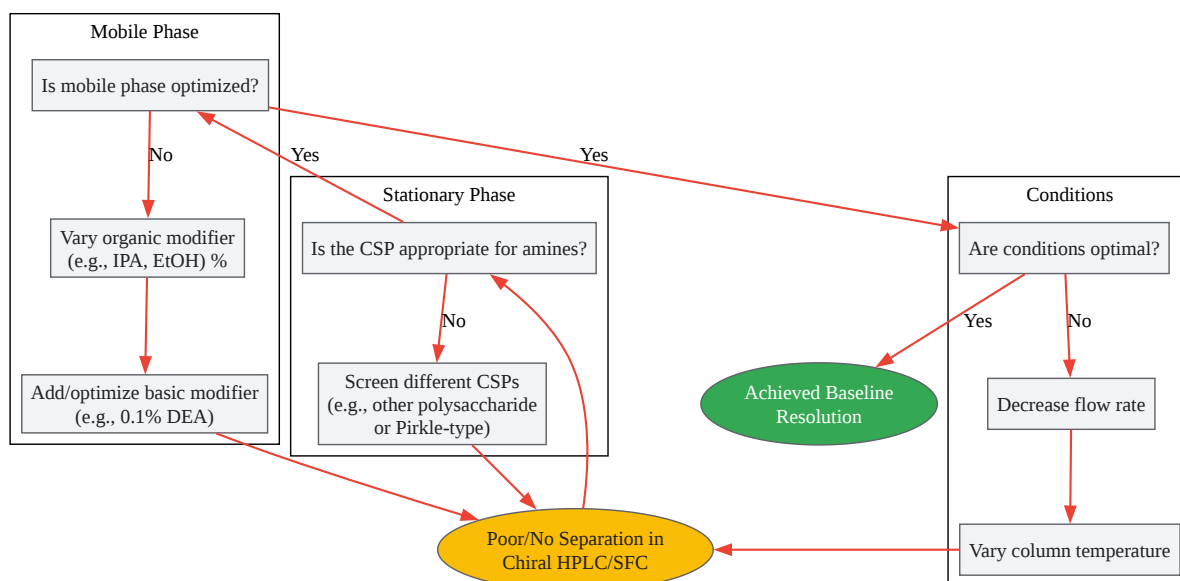 Mobile Phase
Is mobile phase optimized?
No
Yes
Yes
Vary organic modifier
(e.g., IPA, EtOH) %
Add/optimize basic modifier
(e.g., 0.1% DEA)
Stationary Phase
Is the CSP appropriate for amines?
No
Screen different CSPs
(e.g., other polysaccharide
or Pirkle-type)
Conditions
Are conditions optimal?
Yes
No
Achieved Baseline
Resolution
Decrease flow rate
Vary column temperature
Poor/No Separation in
Chiral HPLC/SFC